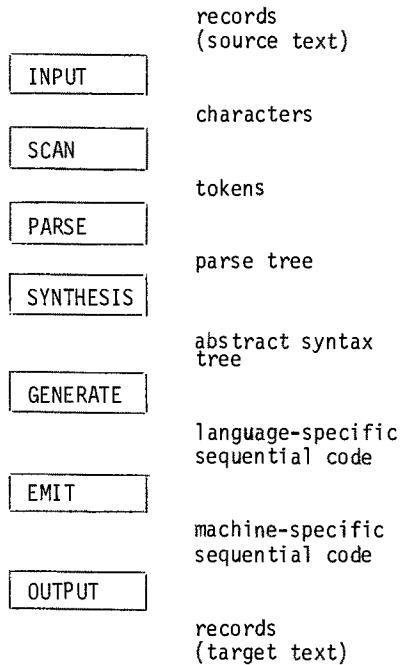 records
(source text)
INPUT
characters
SCAN
tokens
PARSE
parse tree
SYNTHESIS
abstract syntax
tree
GENERATE
language-specific
sequential code
EMIT
machine-specific
sequential code
OUTPUT
records
(target text)